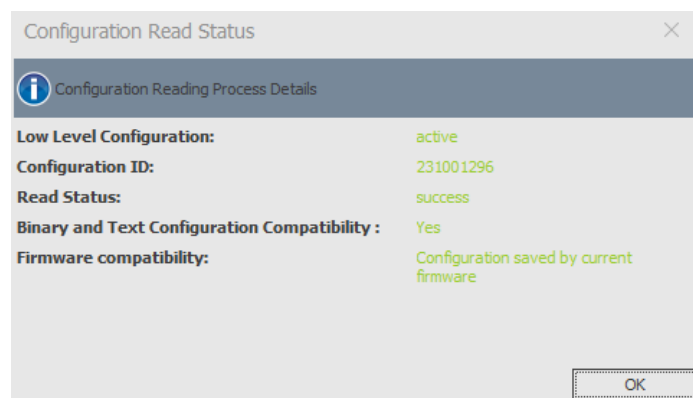 Configuration Read Status
Configuration Reading Process Details
Low Level Configuration: active
Configuration ID: 231001296
Read Status: success
Binary and Text Configuration Compatibility : Yes
Firmware compatibility: Configuration saved by current
firmware
OK